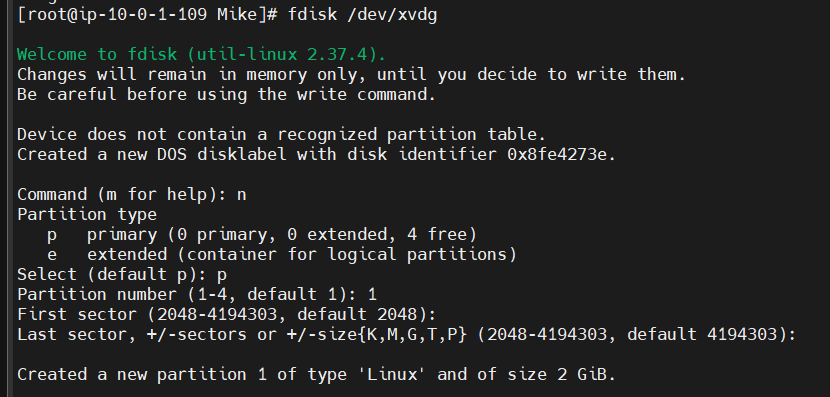 [root@ip-10-0-1-109 Mike]# fdisk /dev/xvdg
Welcome to fdisk (util-linux 2.37.4).
Changes will remain in memory only, until you decide to write them.
Be careful before using the write command.
Device does not contain a recognized partition table.
Created a new DOS disklabel with disk identifier 0x8fe4273e.
Command (m for help): n
Partition type
   p   primary (0 primary, 0 extended, 4 free)
   e   extended (container for logical partitions)
Select (default p): p
Partition number (1-4, default 1): 1
First sector (2048-4194303, default 2048):
Last sector, +/-sectors or +/-size{K,M,G,T,P} (2048-4194303, default 4194303):
Created a new partition 1 of type 'Linux' and of size 2 GiB.